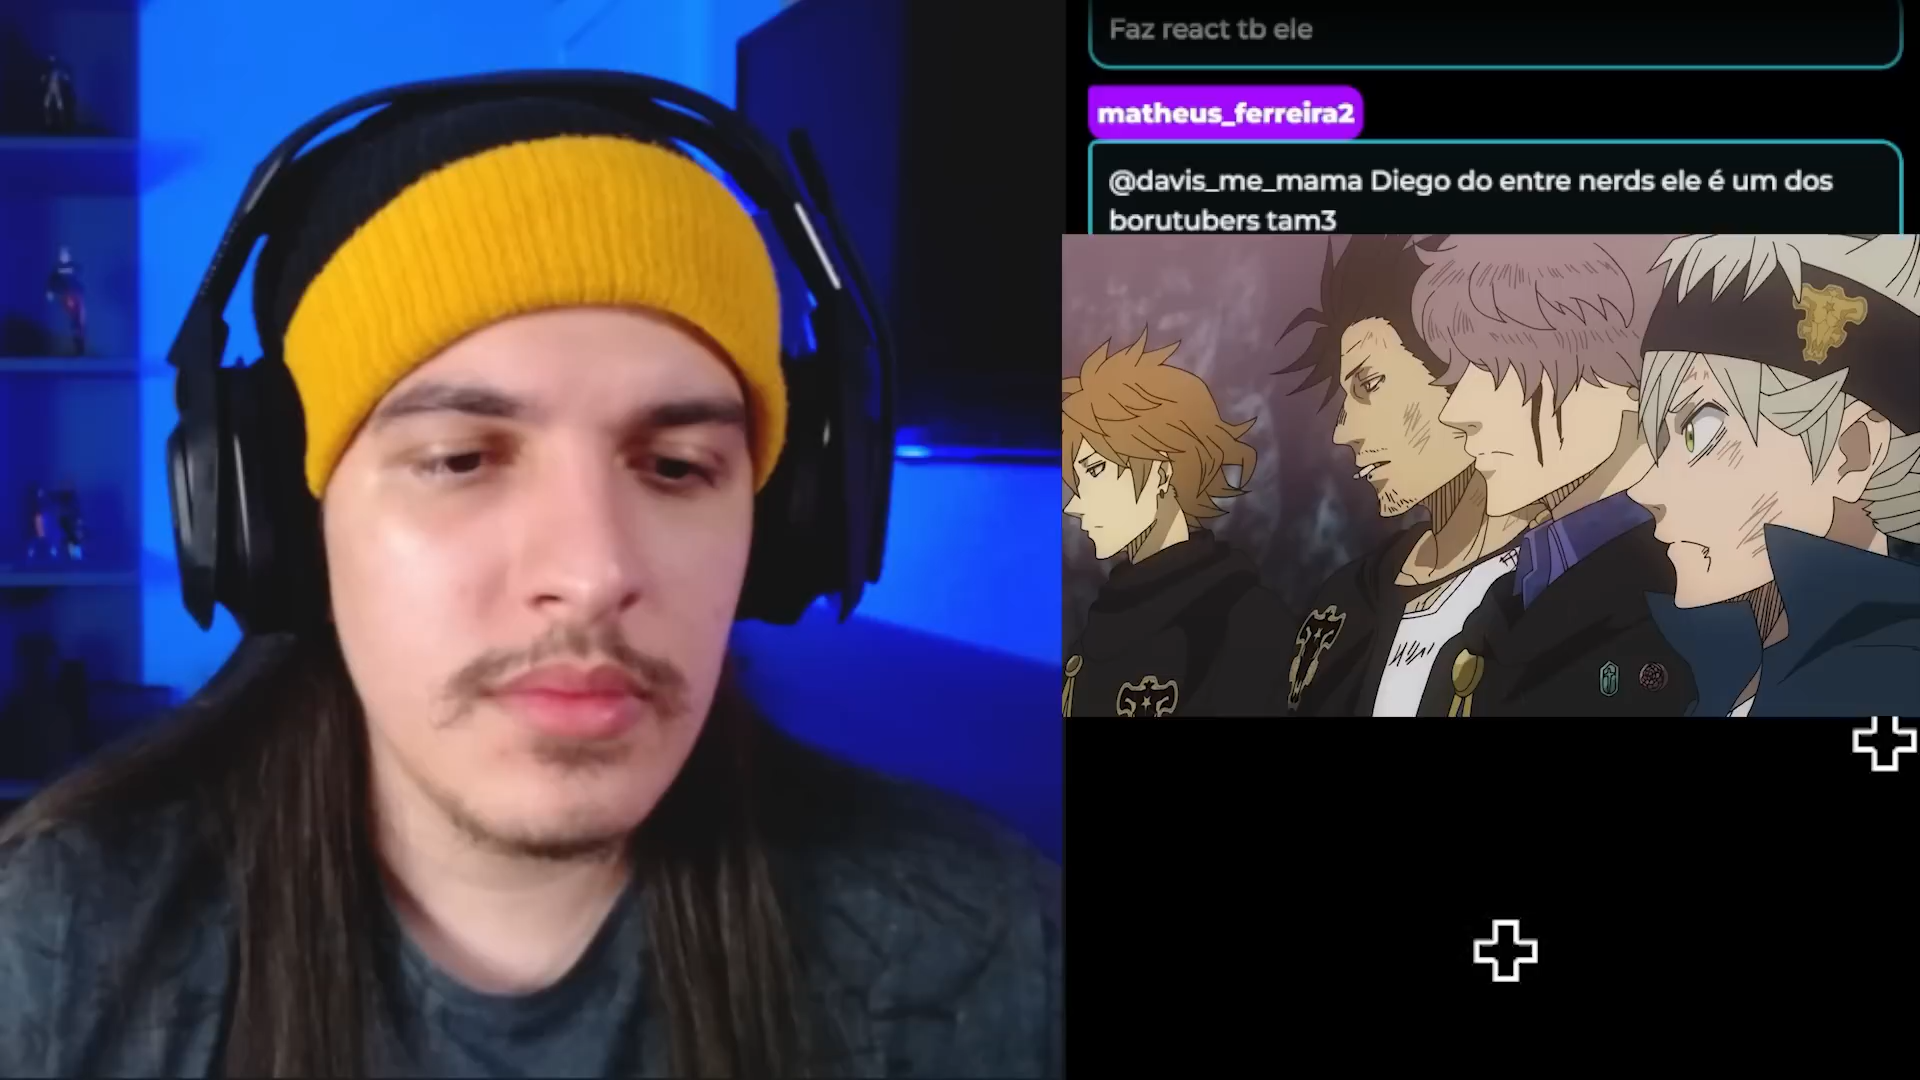 Faz react tb ele
matheus_ferreira2
@davis_me_mama Diego do entre nerds ele é um dos
borutubers tam3